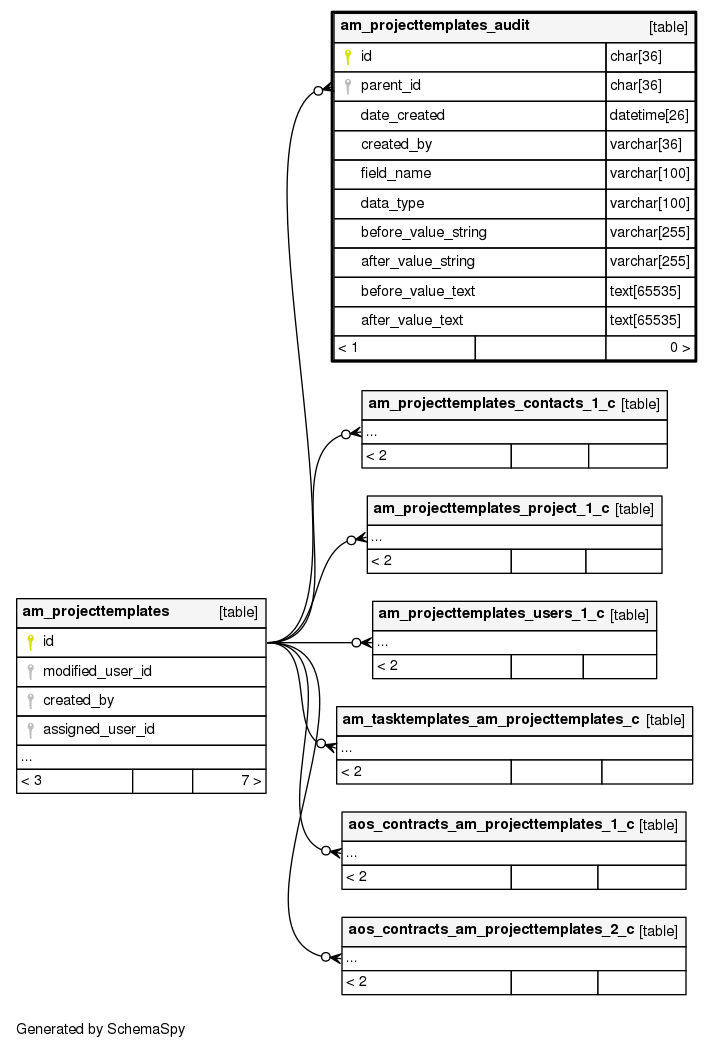 am_projecttemplates_audit [table]
id char[36]
parent_id char[36]
date_created datetime[26]
created_by varchar[36]
field_name varchar[100]
data_type varchar[100]
before_value_string varchar[255]
after_value_string varchar[255]
before_value_text text[65535]
after_value_text text[65535]
< 1 0 >
am_projecttemplates_contacts_1_c [table]
...
< 2
am_projecttemplates_project_1_c [table]
...
< 2
am_projecttemplates [table]
id
modified_user_id
created_by
assigned_user_id
...
< 3 7 >
am_projecttemplates_users_1_c [table]
...
< 2
am_tasktemplates_am_projecttemplates_c [table]
...
< 2
aos_contracts_am_projecttemplates_1_c [table]
...
< 2
aos_contracts_am_projecttemplates_2_c [table]
...
< 2
Generated by SchemaSpy